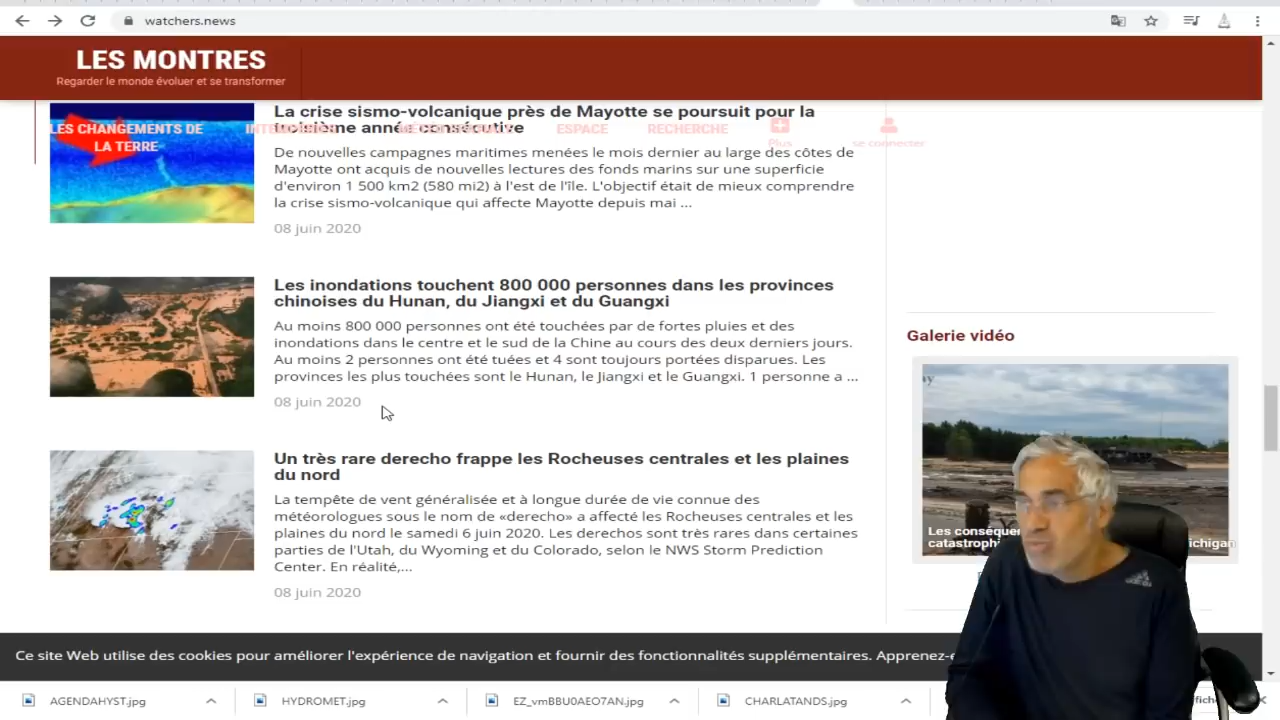 watchers.news
LES MONTRES
Regarder le monde évoluer et se transformer
LES CHANGEMENTS DE
LA TERRE
ESPACE
RECHERCHE
Plus
se connecter
La crise sismo-volcanique près de Mayotte se poursuit pour la
troisième année consécutive
De nouvelles campagnes maritimes menées le mois dernier au large des côtes de
Mayotte ont acquis de nouvelles lectures des fonds marins sur une superficie
d'environ 1 500 km2 (580 mi2) à l'est de l'île. L'objectif était de mieux comprendre
la crise sismo-volcanique qui affecte Mayotte depuis mai ...
08 juin 2020
Les inondations touchent 800 000 personnes dans les provinces
chinoises du Hunan, du Jiangxi et du Guangxi
Au moins 800 000 personnes ont été touchées par de fortes pluies et des
inondations dans le centre et le sud de la Chine au cours des deux derniers jours.
Au moins 2 personnes ont été tuées et 4 sont toujours portées disparues. Les
provinces les plus touchées sont le Hunan, le Jiangxi et le Guangxi. 1 personne a ...
08 juin 2020
Un très rare derecho frappe les Rocheuses centrales et les plaines
du nord
La tempête de vent généralisée et à longue durée de vie connue des
météorologues sous le nom de «derecho» a affecté les Rocheuses centrales et les
plaines du nord le samedi 6 juin 2020. Les derechos sont très rares dans certaines
parties de l'Utah, du Wyoming et du Colorado, selon le NWS Storm Prediction
Center. En réalité,...
08 juin 2020
Galerie vidéo
Les conséquen
catastroph
ichigan
Ce site Web utilise des cookies pour améliorer l'expérience de navigation et fournir des fonctionnalités supplémentaires. Apprenez-e
AGENDAHYST.jpg
HYDROMET.jpg
EZ_vmBBU0AEO7AN.jpg
CHARLATANDS.jpg